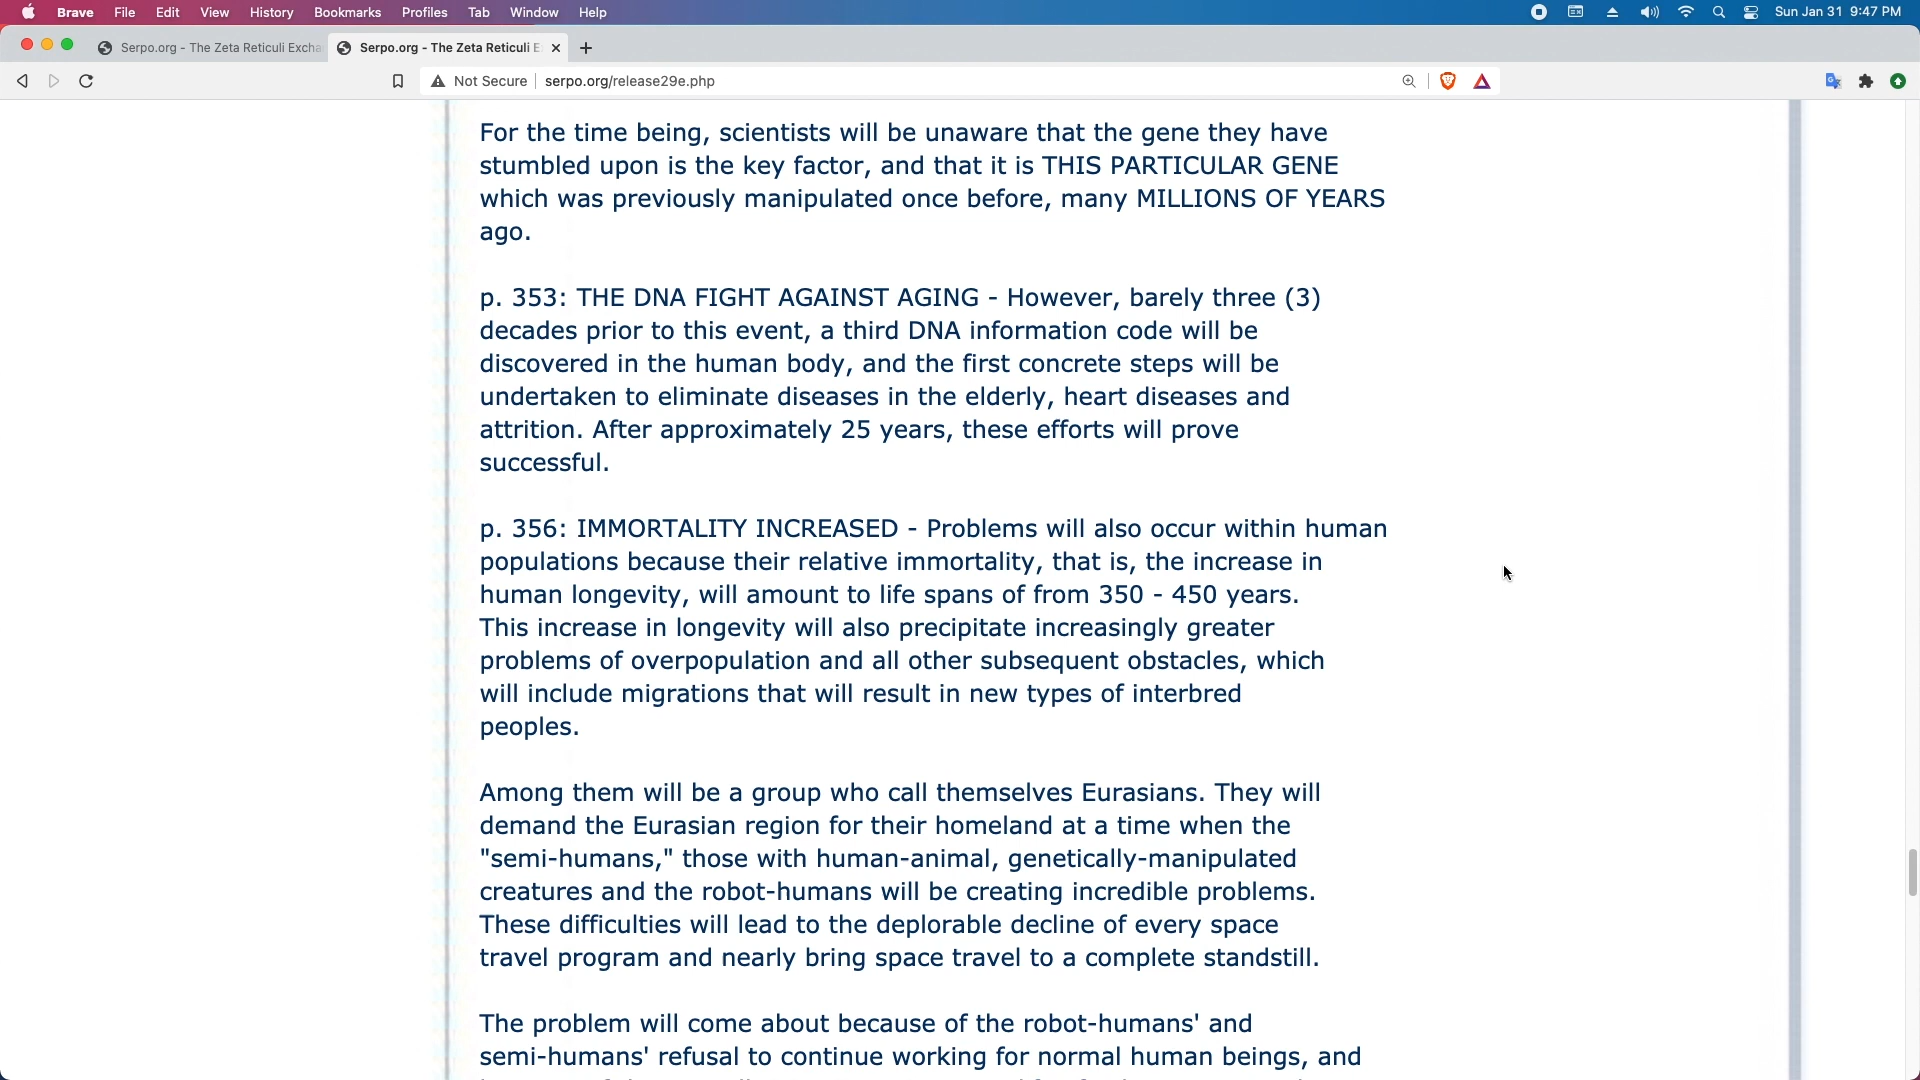 Brave File Edit View History Bookmarks Profiles Tab Window Help Sun Jan 31 9:47 PM
Serpo.org - The Zeta Reticuli Excha Serpo.org - The Zeta Reticuli E
Not Secure serpo.org/release29e.php
For the time being, scientists will be unaware that the gene they have
stumbled upon is the key factor, and that it is THIS PARTICULAR GENE
which was previously manipulated once before, many MILLIONS OF YEARS
ago.
p. 353: THE DNA FIGHT AGAINST AGING - However, barely three (3)
decades prior to this event, a third DNA information code will be
discovered in the human body, and the first concrete steps will be
undertaken to eliminate diseases in the elderly, heart diseases and
attrition. After approximately 25 years, these efforts will prove
successful.
p. 356: IMMORTALITY INCREASED - Problems will also occur within human
populations because their relative immortality, that is, the increase in
human longevity, will amount to life spans of from 350 - 450 years.
This increase in longevity will also precipitate increasingly greater
problems of overpopulation and all other subsequent obstacles, which
will include migrations that will result in new types of interbred
peoples.
Among them will be a group who call themselves Eurasians. They will
demand the Eurasian region for their homeland at a time when the
"semi-humans," those with human-animal, genetically-manipulated
creatures and the robot-humans will be creating incredible problems.
These difficulties will lead to the deplorable decline of every space
travel program and nearly bring space travel to a complete standstill.
The problem will come about because of the robot-humans' and
semi-humans' refusal to continue working for normal human beings, and